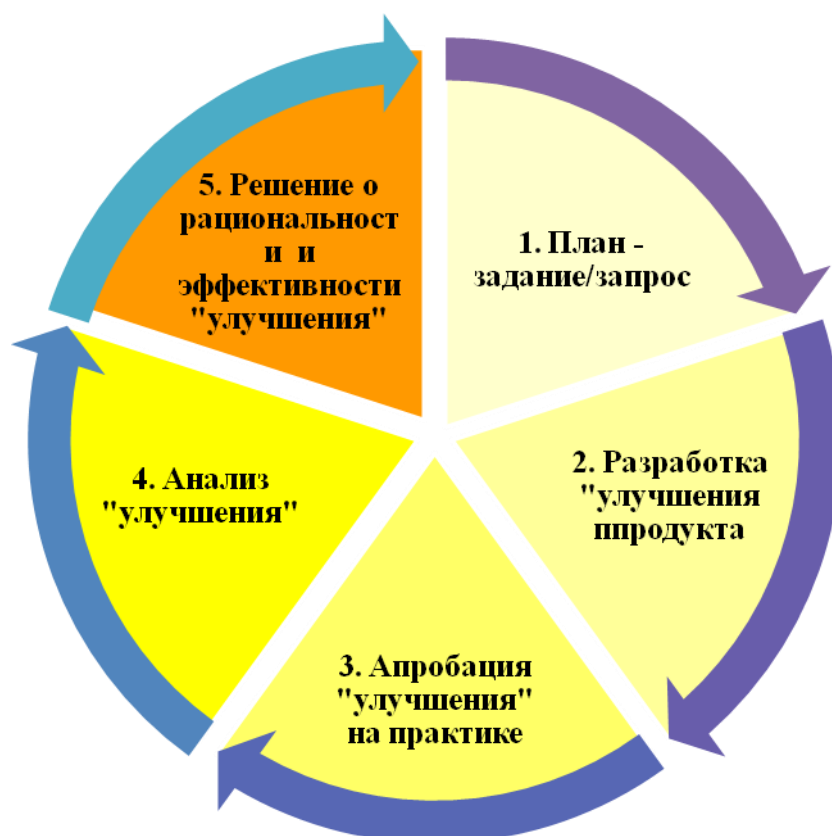 1. План -
задание/запрос
2. Разработка
"улучшения
ппродукта
3. Апробация
"улучшения"
на практике
4. Анализ
"улучшения"
5. Решение о
рациональност
и и
эффективности
"улучшения"